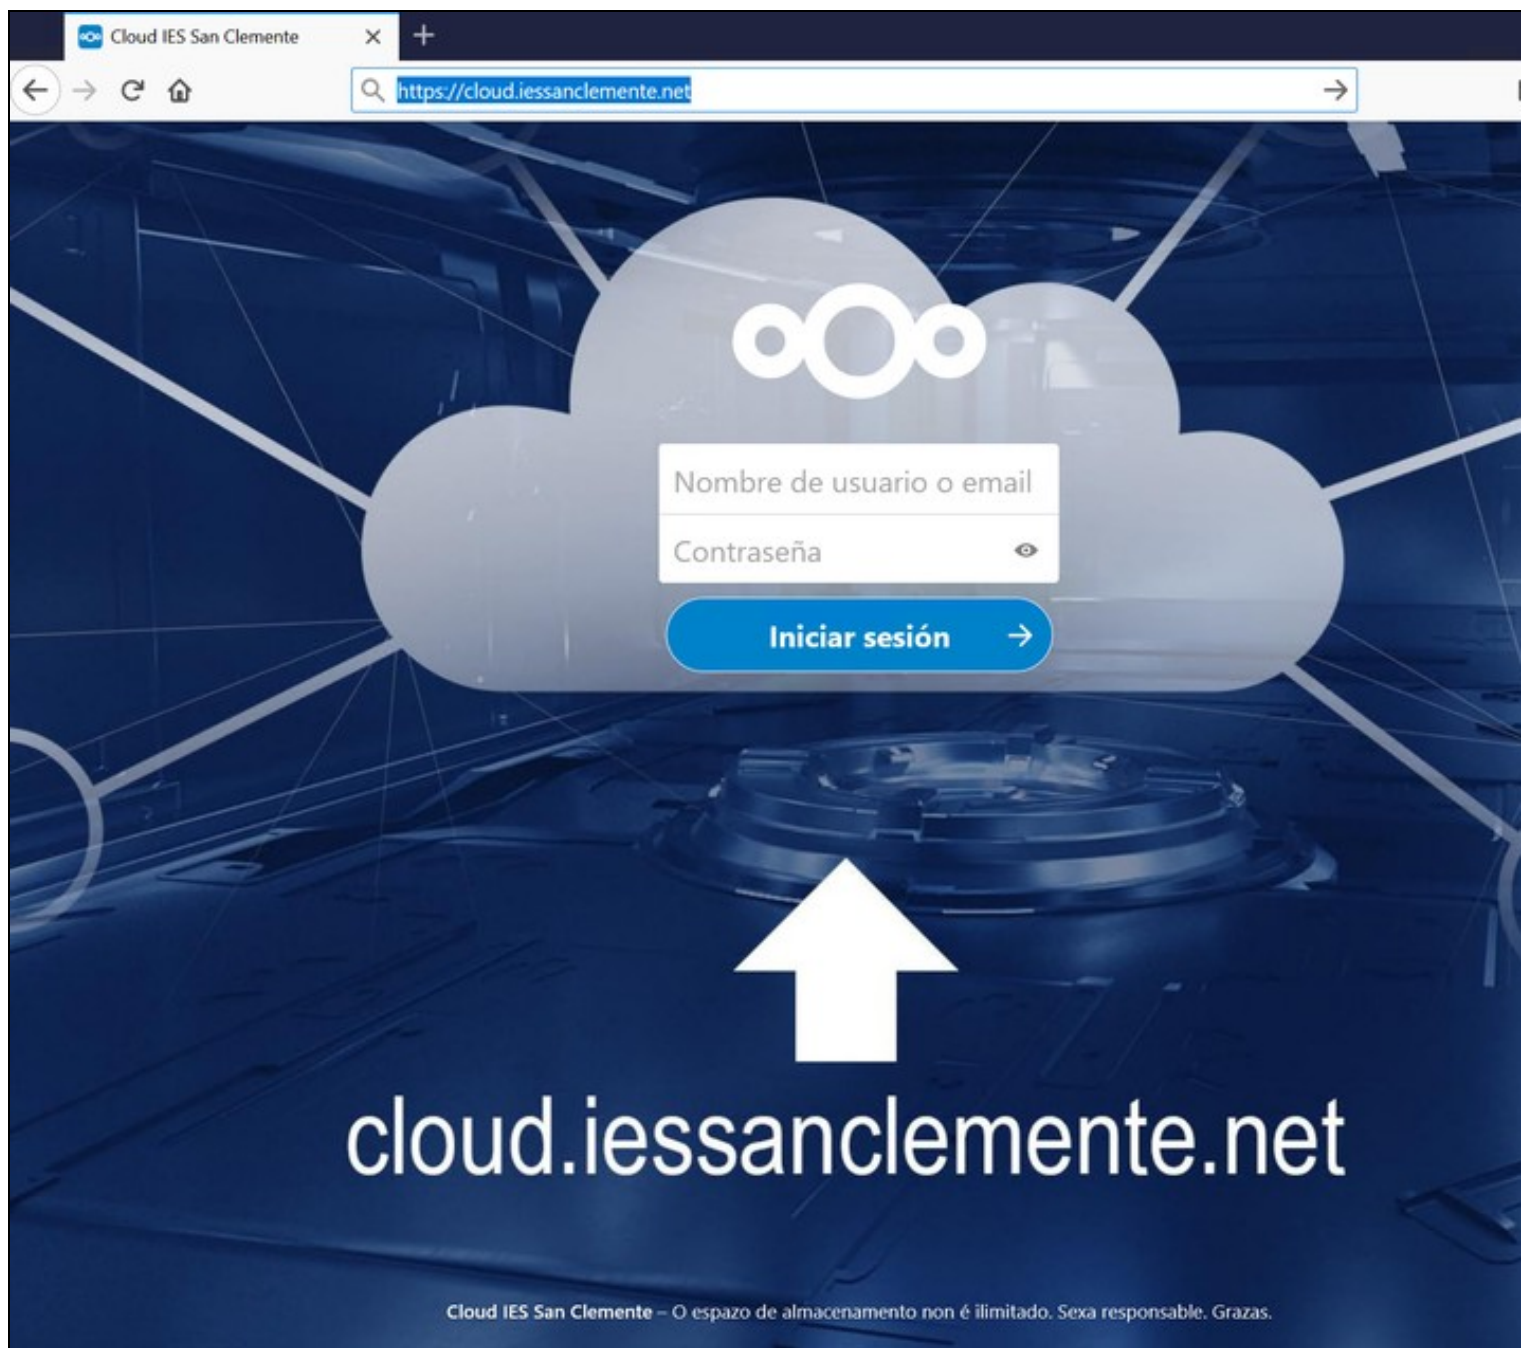 Cloud IES San Clemente
https://cloud.iessanclemente.net
Nombre de usuario o email
Contraseña
Iniciar sesión
cloud.iessanclemente.net
Cloud IES San Clemente – O espazo de almacenamento non é ilimitado. Sexa responsable. Grazas.